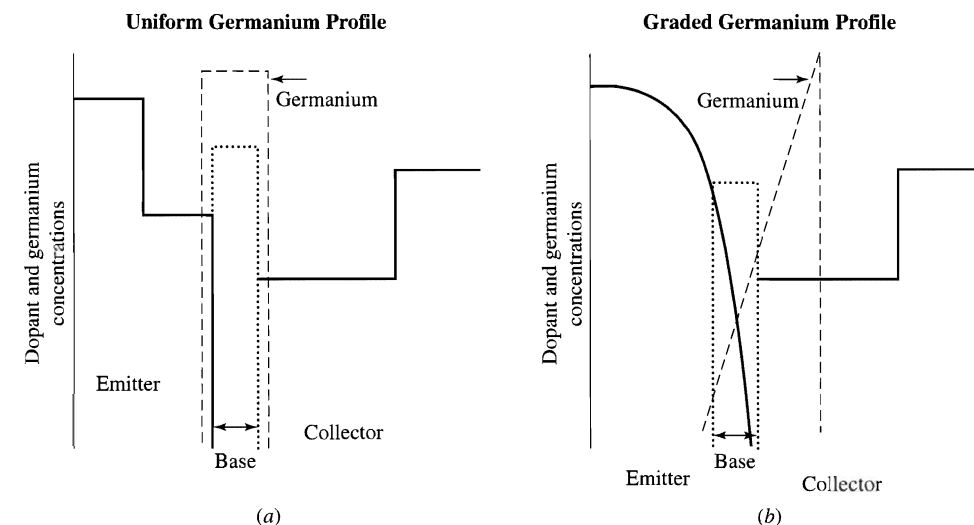 Uniform Germanium Profile
Germanium
Dopant and germanium
concentrations
Emitter
Collector
Base
(a)
Graded Germanium Profile
Germanium
Dopant and germanium
concentrations
Base
Emitter
Collector
(b)